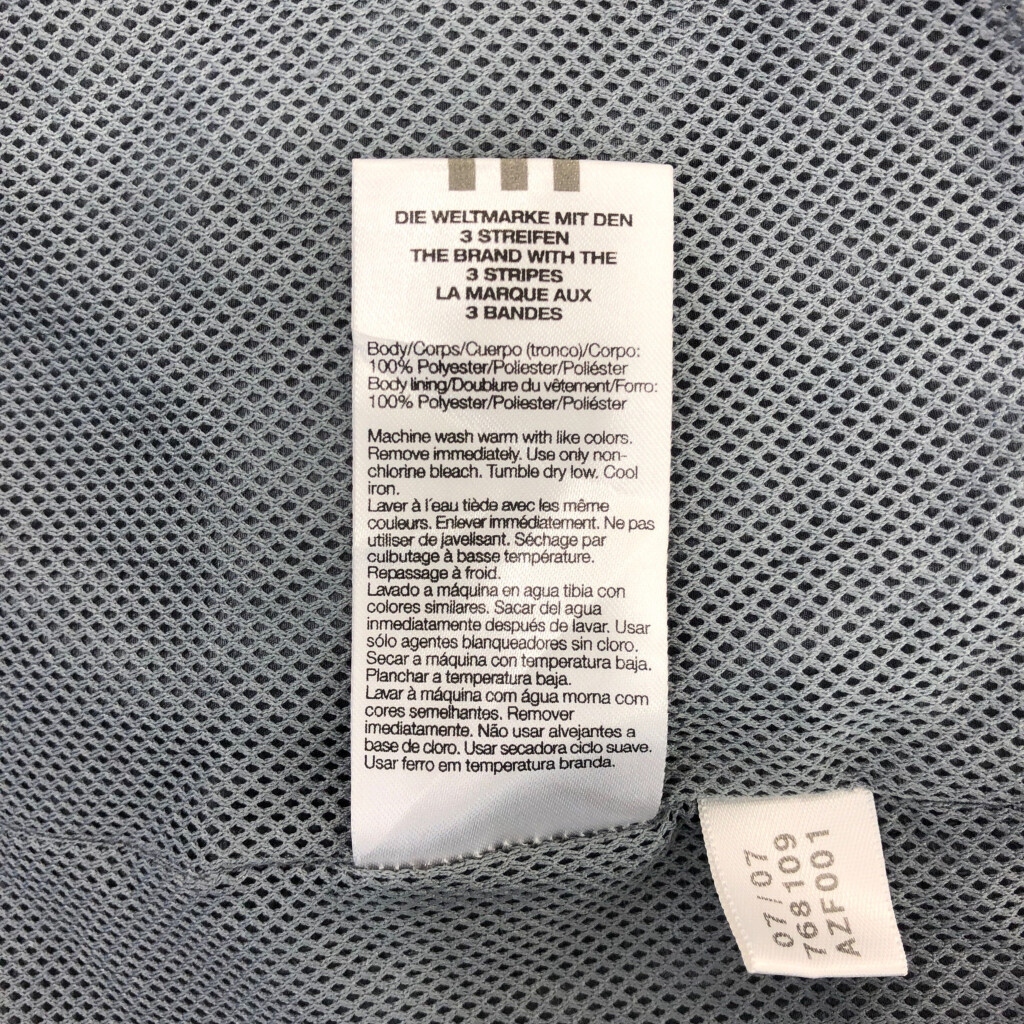 DIE WELTMARKE MIT DEN
3 STREIFEN
THE BRAND WITH THE
3 STRIPES
LA MARQUE AUX
3 BANDES
Body/Corps/Cuerpo (tronco)/Corpo:
100% Polyester/Poliester/Poliéster
Body lining/Doublure du vêtement/Forro:
100% Polyester/Poliester/Poliéster
Machine wash warm with like colors.
Remove immediately. Use only non-
chlorine bleach. Tumble dry low. Cool
iron.
Laver à l'eau tiède avec les même
couleurs. Enlever immédiatement. Ne pas
utiliser de javelisant. Séchage par
culbutage à basse température.
Repassage à froid.
Lavado a máquina en agua tibia con
colores similares. Sacar del agua
inmediatamente después de lavar. Usar
sólo agentes blanqueadores sin cloro.
Secar a máquina con temperatura baja.
Planchar a temperatura baja.
Lavar à máquina com água morna com
cores semelhantes. Remover
imediatamente. Não usar alvejantes a
base de cloro. Usar secadora ciclo suave.
Usar ferro em temperatura branda.
07/07
768109
AZF001